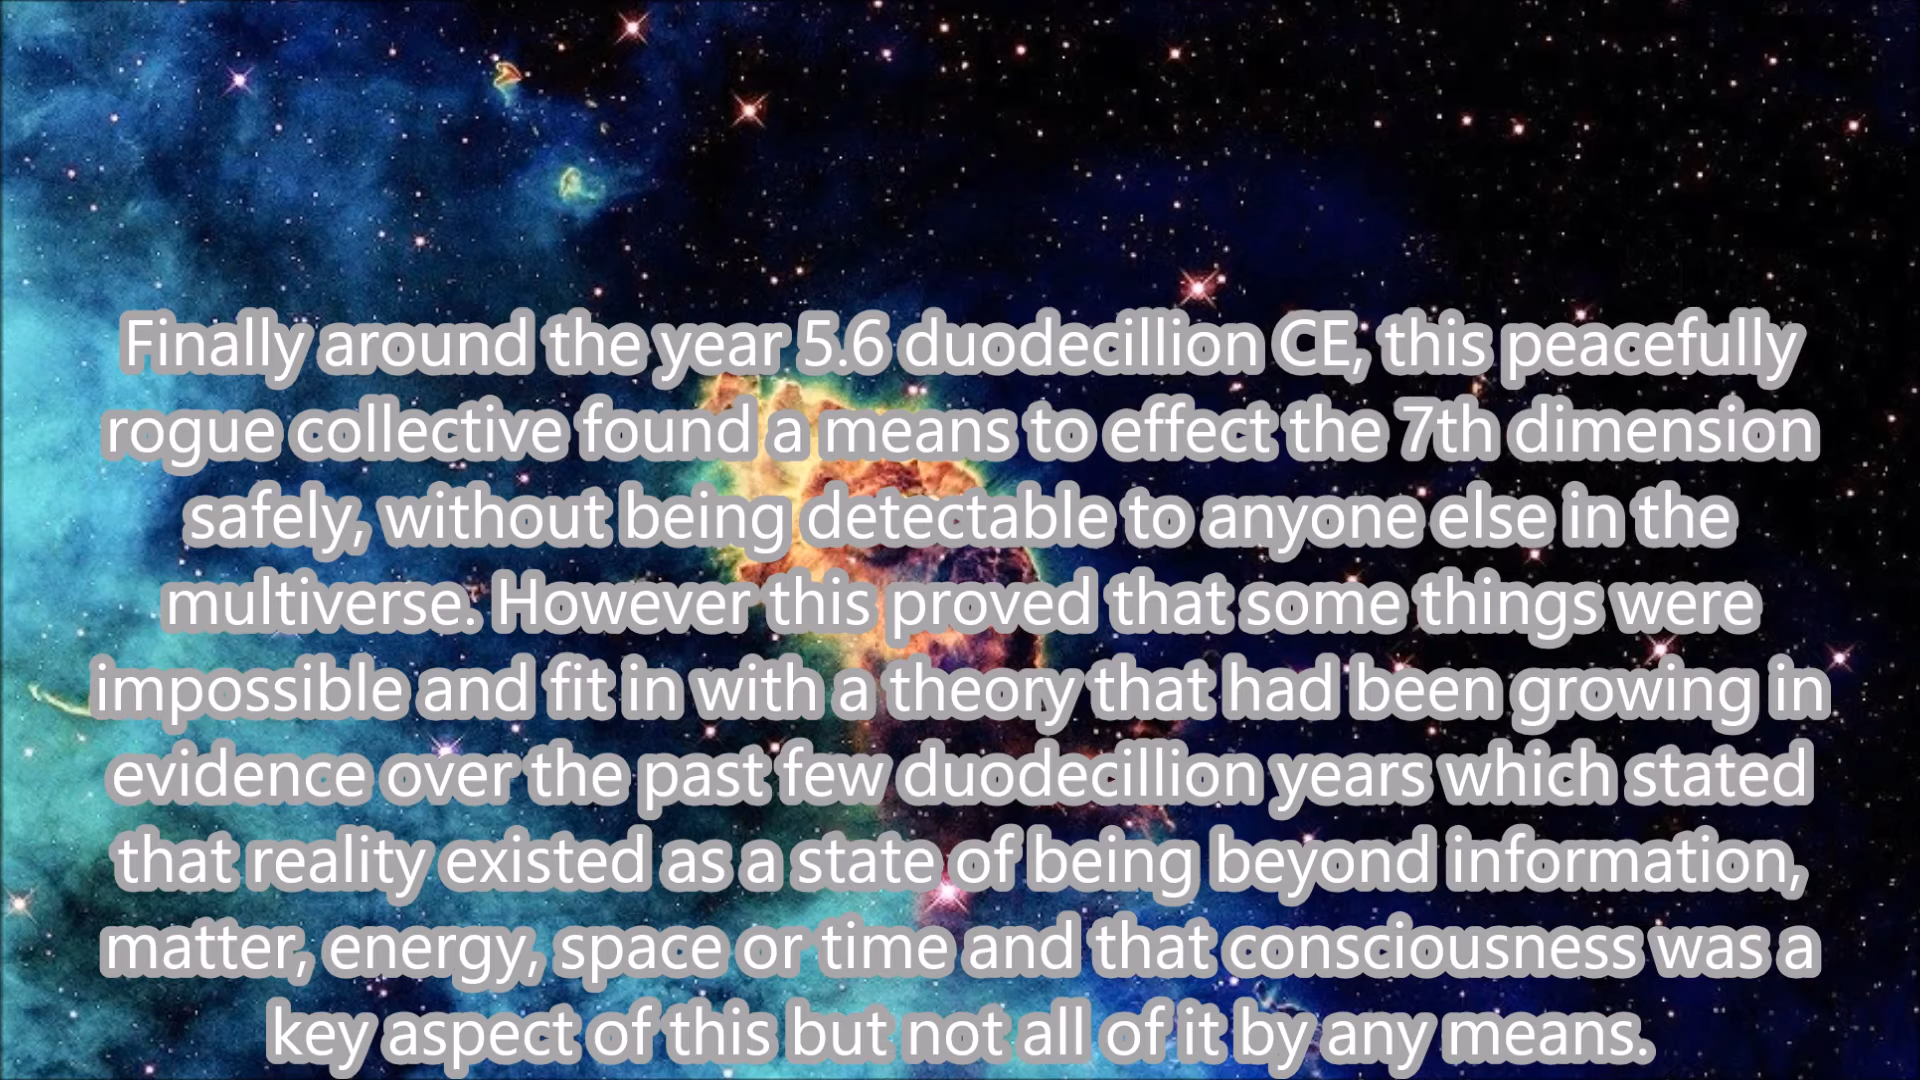 Finally around the year 5.6 duodecillion CE, this peacefully
rogue collective found a means to effect the 7th dimension
safely, without being detectable to anyone else in the
multiverse. However this proved that some things were
impossible and fit in with a theory that had been growing in
evidence over the past few duodecillion years which stated
that reality existed as a state of being beyond information,
matter, energy, space or time and that consciousness was a
key aspect of this but not all of it by any means.